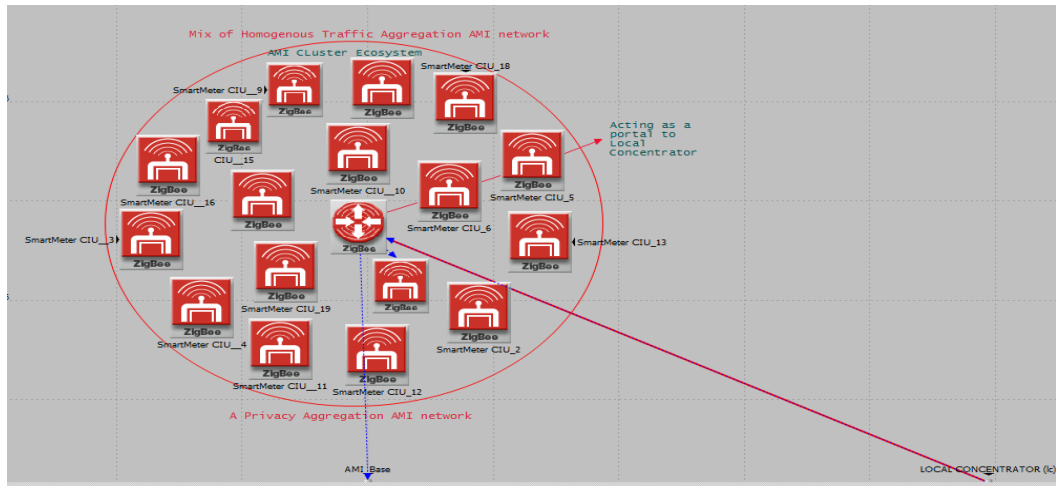 Mix of Homogenous Traffic Aggregation AMI network
AMI CLuster Ecosystem
SmartMeter CIU_18
ZigBee
SmartMeter CIU__9
ZigBee
ZigBee
Acting as a
portal to
Local
Concentrator
ZigBee
CIU__15
ZigBee
SmartMeter CIU__10
ZigBee
SmartMeter CIU_5
ZigBee
SmartMeter CIU__16
ZigBee
ZigBee
SmartMeter CIU_6
SmartMeter CIU__3
ZigBee
ZigBee
ZigBee
SmartMeter CIU_13
ZigBee
SmartMeter CIU_19
ZigBee
ZigBee
SmartMeter CIU__4
ZigBee
SmartMeter CIU_2
ZigBee
SmartMeter CIU__11
ZigBee
SmartMeter CIU_12
A Privacy Aggregation AMI network
AMI Base
LOCAL CONCENTRATOR (lc)